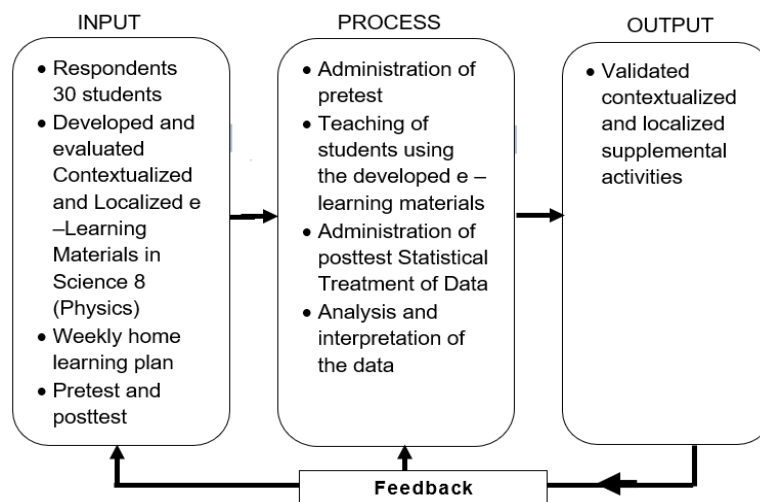 INPUT
• Respondents
30 students
• Developed and
evaluated
Contextualized
and Localized e
–Learning
Materials in
Science 8
(Physics)
• Weekly home
learning plan
• Pretest and
posttest
PROCESS
• Administration of
pretest
• Teaching of
students using
the developed e –
learning materials
• Administration of
posttest Statistical
Treatment of Data
• Analysis and
interpretation of
the data
OUTPUT
• Validated
contextualized
and localized
supplemental
activities
Feedback